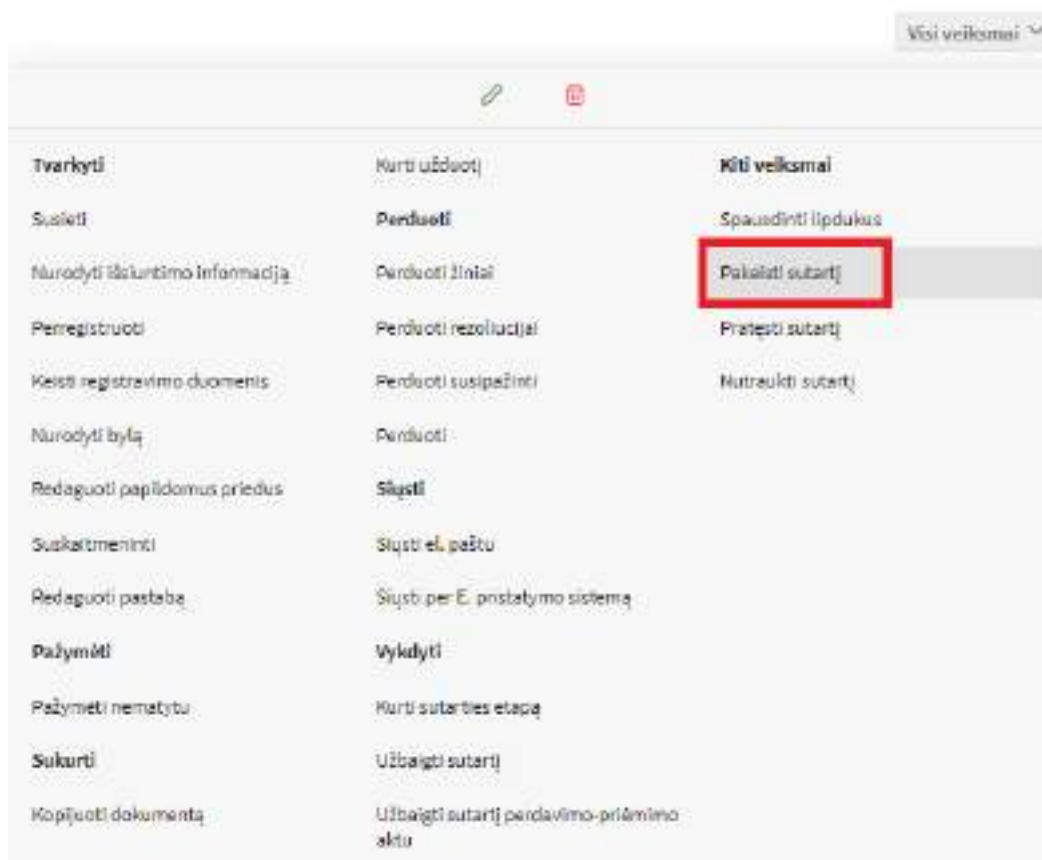 Visi veiksmai
Tvarkyti
Susieti
Nurodyti išsiuntimo informaciją
Perregistruoti
Keisti registravimo duomenis
Nurodyti bylą
Redaguoti papildomus priedus
Suskaitmeninti
Redaguoti pastabą
Pažymėti
Pažymėti nematytu
Sukurti
Kopijuoti dokumentą
Kurti užduotį
Perduoti
Perduoti žiniai
Perduoti rezoliucijai
Perduoti susipažinti
Perduoti
Siųsti
Siųsti el. paštu
Siųsti per E. pristatymo sistemą
Vykdyti
Kurti sutarties etapą
Užbaigti sutartį
Užbaigti sutartį perdavimo-priėmimo
aktu
Kiti veiksmai
Spausdinti lipdukus
Pakeisti sutartį
Pratęsti sutartį
Nutraukti sutartį